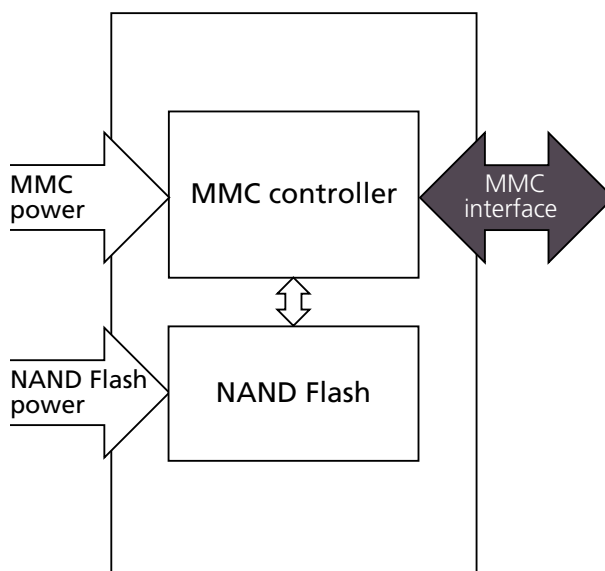 MMC
power
MMC controller
MMC
interface
NAND Flash
power
NAND Flash